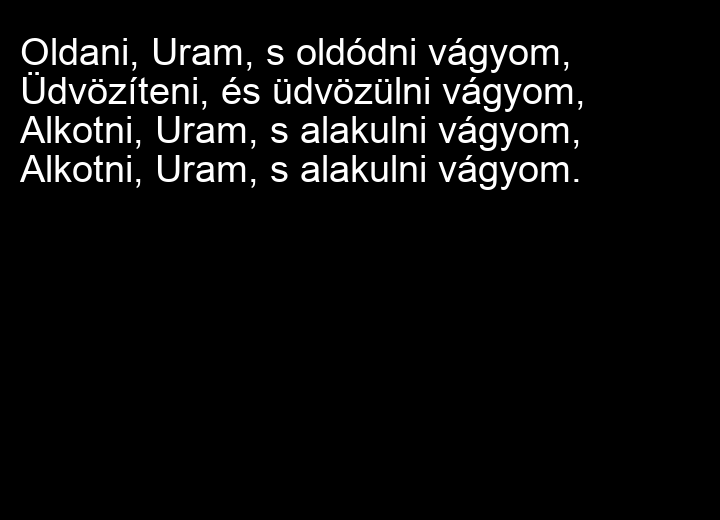 Oldani, Uram, s oldódni vágyom,
Üdvözíteni, és üdvözülni vágyom,
Alkotni, Uram, s alakulni vágyom,
Alkotni, Uram, s alakulni vágyom.